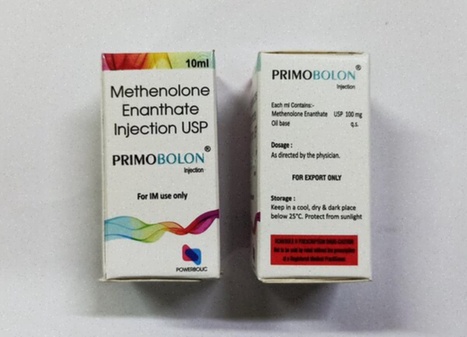 10ml
Methenolone
Enanthate
Injection USP
PRIMOBOLON®
Injection
For IM use only
POWERBOLIC
PRIMOBOLON®
Injection
Each ml Contains:-
Methenolone Enanthate USP 100 mg
Oil base q.s.
Dosage :
As directed by the physician.
FOR EXPORT ONLY
Storage :
Keep in a cool, dry & dark place
below 25°C. Protect from sunlight